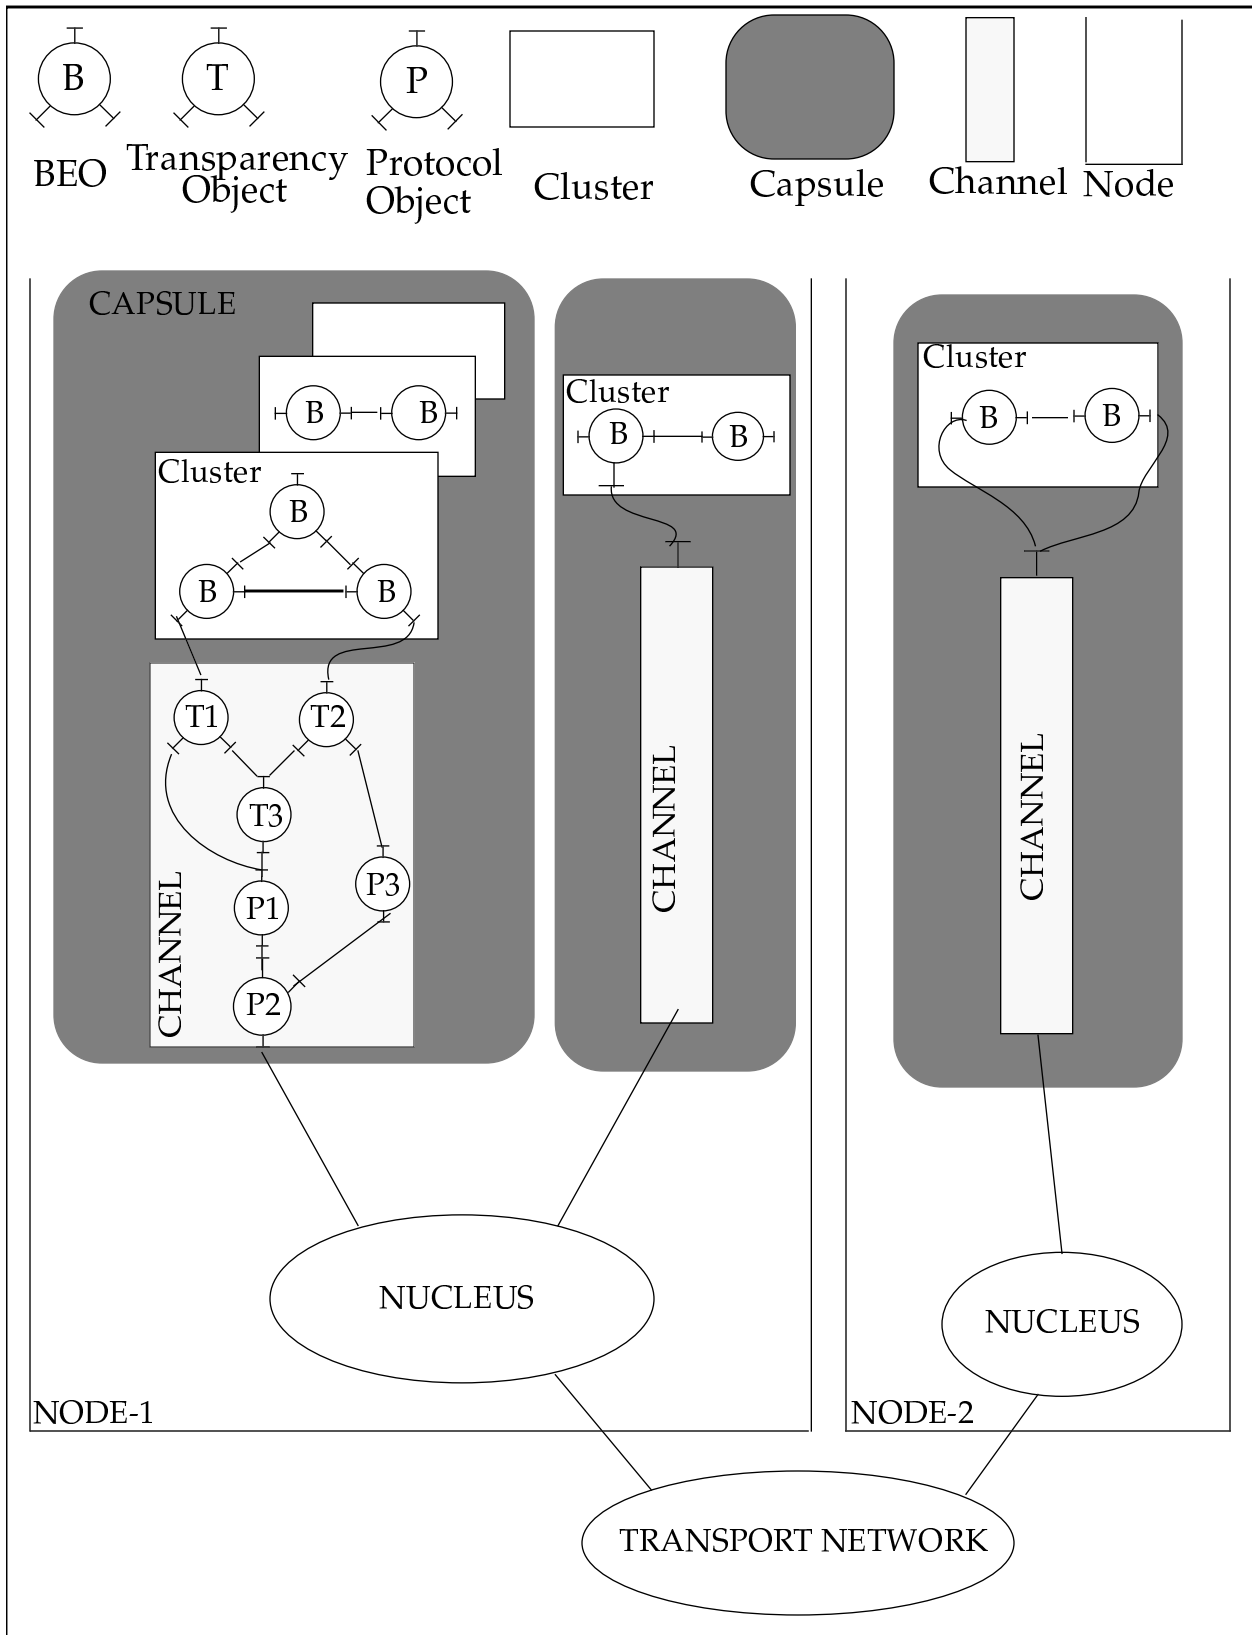 B
T
P
BEO
Transparency
Object
Protocol
Object
Cluster
Capsule
Channel
Node
CAPSULE
B
B
Cluster
B
B
B
T1
T2
T3
P3
P1
P2
CHANNEL
Cluster
B
B
CHANNEL
Cluster
B
B
CHANNEL
NUCLEUS
NUCLEUS
NODE-1
NODE-2
TRANSPORT NETWORK